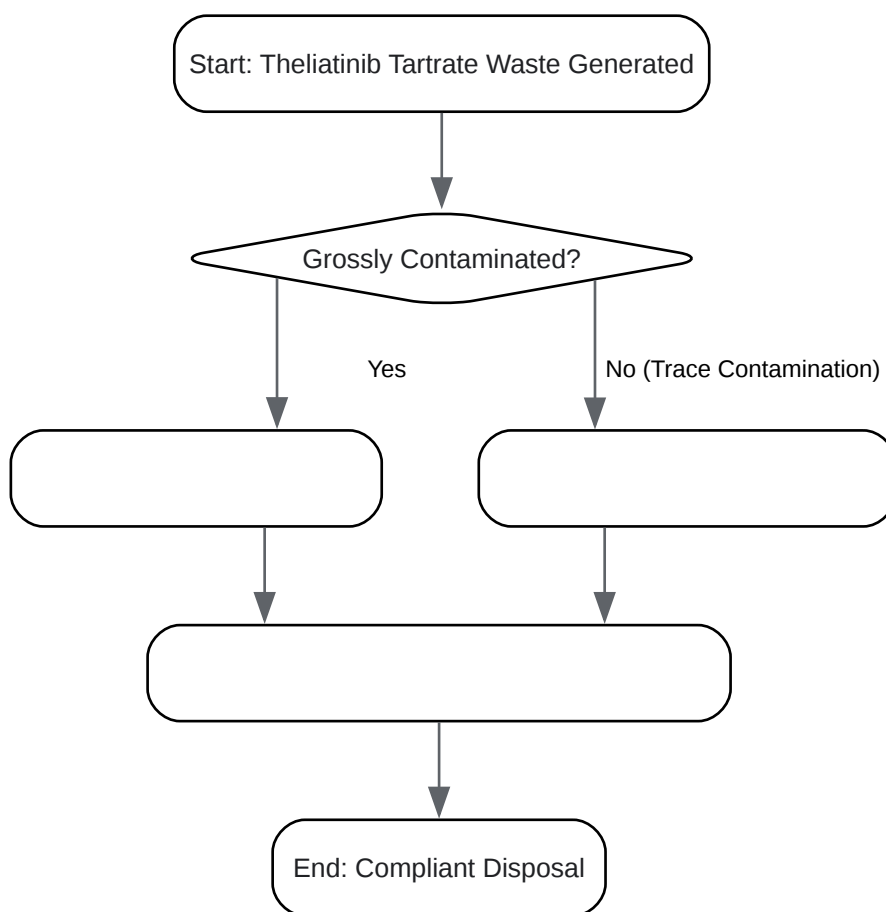 Start: Theliatinib Tartrate Waste Generated
Grossly Contaminated?
Yes
No (Trace Contamination)
End: Compliant Disposal